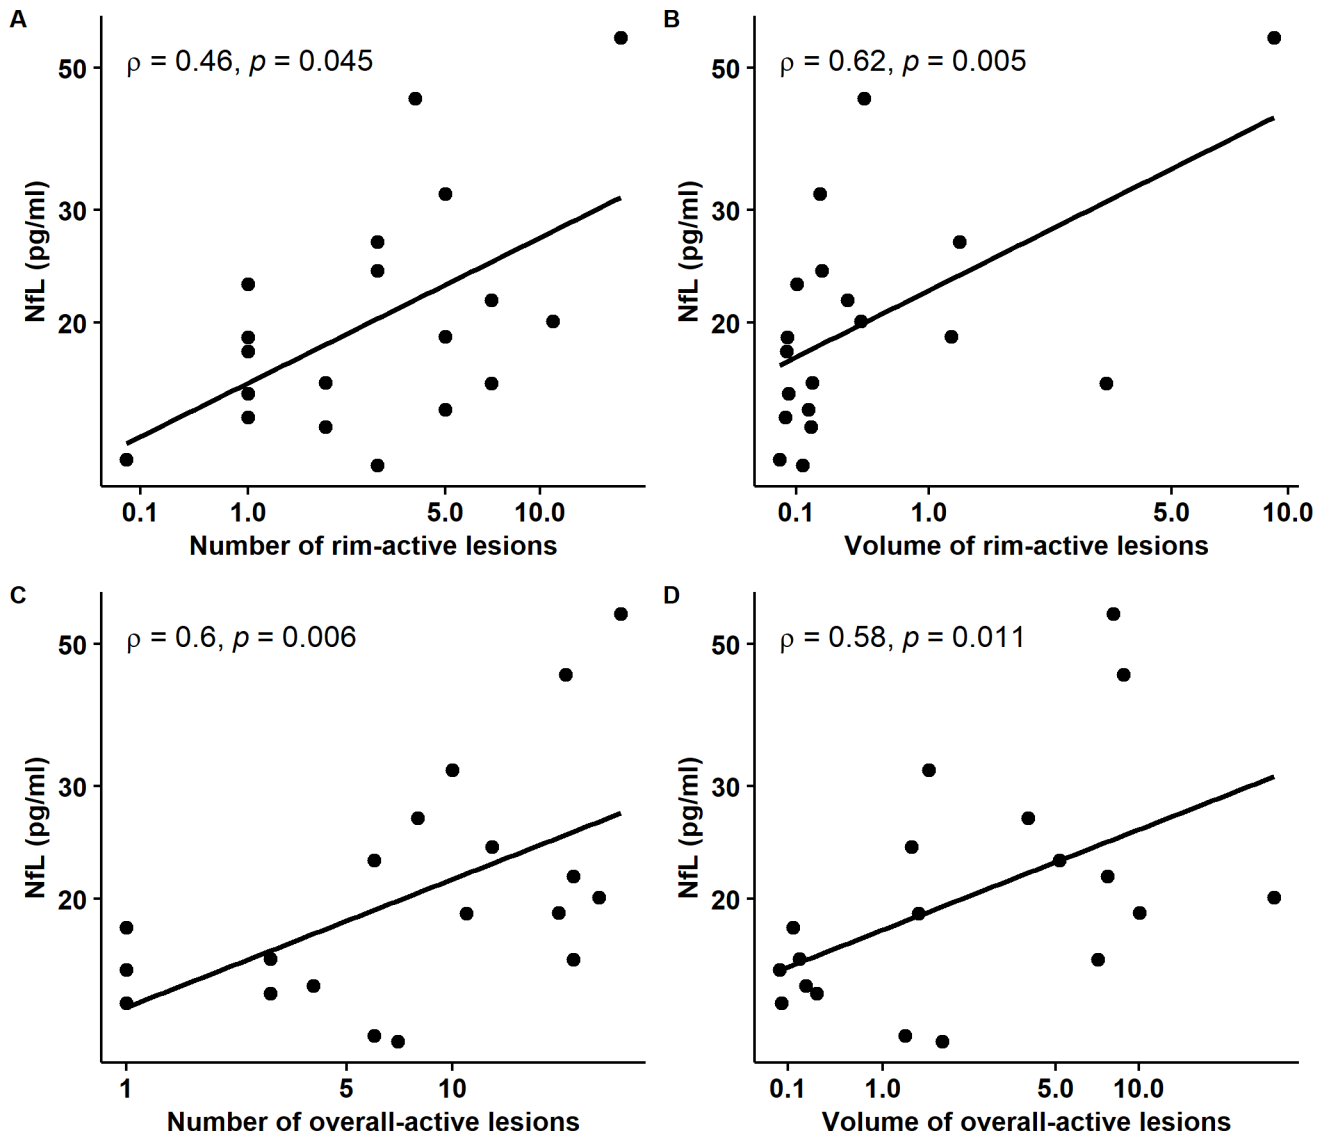 A
ρ = 0.46, p = 0.045
50
30
20
NfL (pg/ml)
0.1 1.0 5.0 10.0
Number of rim-active lesions
B
ρ = 0.62, p = 0.005
50
30
20
NfL (pg/ml)
0.1 1.0 5.0 10.0
Volume of rim-active lesions
C
ρ = 0.6, p = 0.006
50
30
20
NfL (pg/ml)
1 5 10
Number of overall-active lesions
D
ρ = 0.58, p = 0.011
50
30
20
NfL (pg/ml)
0.1 1.0 5.0 10.0
Volume of overall-active lesions